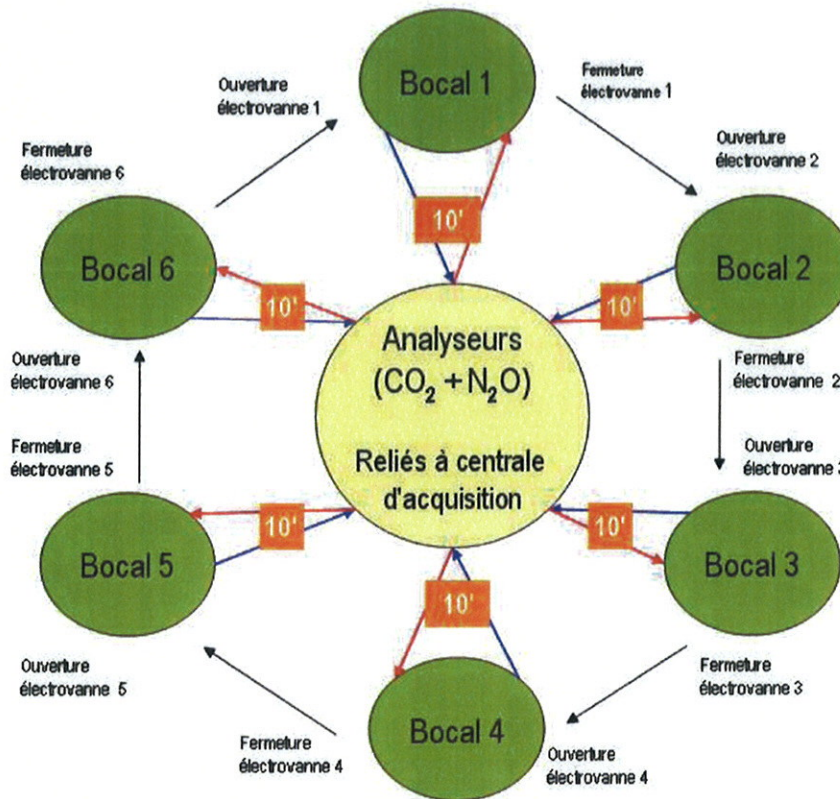 Bocal 1
Ouverture
électrovanne 1
Fermeture
électrovanne 1
Ouverture
électrovanne 2
Fermeture
électrovanne 6
10'
Bocal 2
Bocal 6
10'
10'
Analyseurs
(CO₂ + N₂O)
Reliés à centrale
d'acquisition
Ouverture
électrovanne 6
Fermeture
électrovanne 2
Fermeture
électrovanne 5
Ouverture
électrovanne 3
10'
10'
Bocal 5
Bocal 3
10'
Ouverture
électrovanne 5
Fermeture
électrovanne 3
Bocal 4
Fermeture
électrovanne 4
Ouverture
électrovanne 4